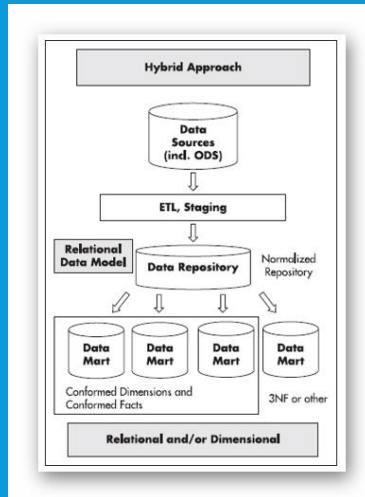 Hybrid Approach
Data
Sources
(incl. ODS)
ETL, Staging
Relational
Data Model
Data Repository
Normalized
Repository
Data
Mart
Data
Mart
Data
Mart
Data
Mart
Conformed Dimensions and
Conformed Facts
3NF or other
Relational and/or Dimensional